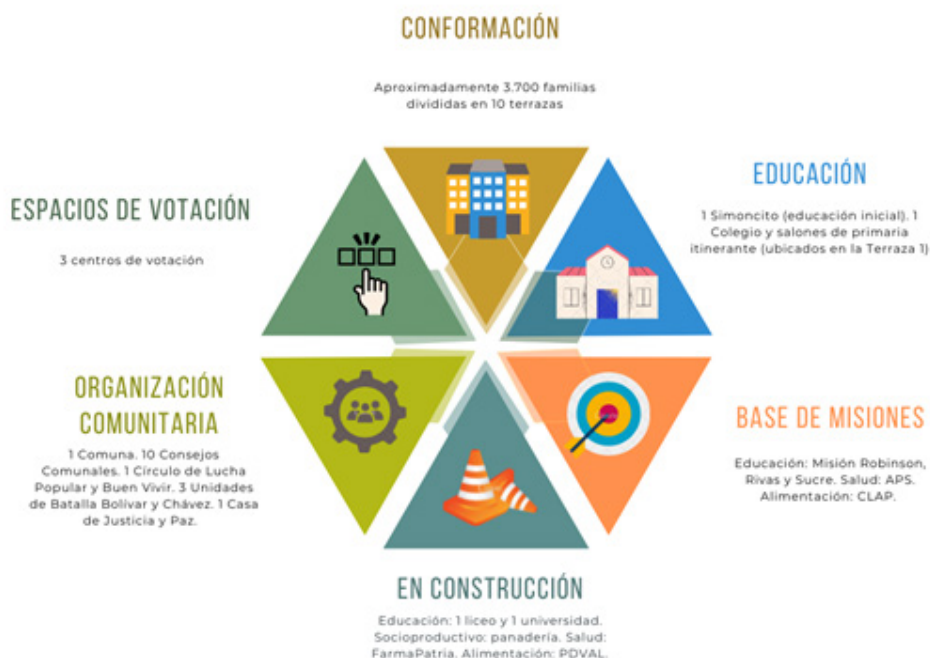 CONFORMACIÓN
Aproximadamente 3.700 familias
divididas en 10 terrazas
EDUCACIÓN
1 Simoncito (educación inicial). 1
Colegio y salones de primaria
itinerante (ubicados en la Terraza 1)
ESPACIOS DE VOTACIÓN
3 centros de votación
ORGANIZACIÓN
COMUNITARIA
1 Comuna. 10 Consejos
Comunales. 1 Círculo de Lucha
Popular y Buen Vivir. 3 Unidades
de Batalla Bolívar y Chávez. 1 Casa
de Justicia y Paz.
BASE DE MISIONES
Educación: Misión Robinson,
Rivas y Sucre. Salud: APS.
Alimentación: CLAP.
EN CONSTRUCCIÓN
Educación: 1 liceo y 1 universidad.
Socioproductivo: panadería. Salud:
FarmaPatria. Alimentación: PDVAL.